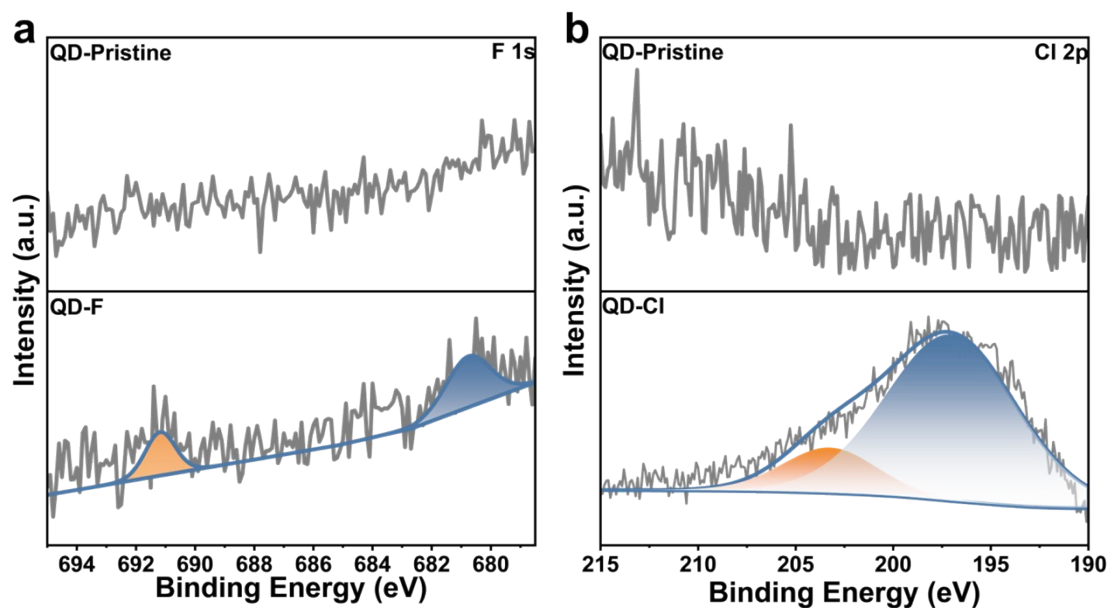 a
QD-Pristine
F 1s
QD-F
Intensity (a.u.)
694 692 690 688 686 684 682 680
Binding Energy (eV)
b
QD-Pristine
Cl 2p
QD-Cl
Intensity (a.u.)
215 210 205 200 195 190
Binding Energy (eV)